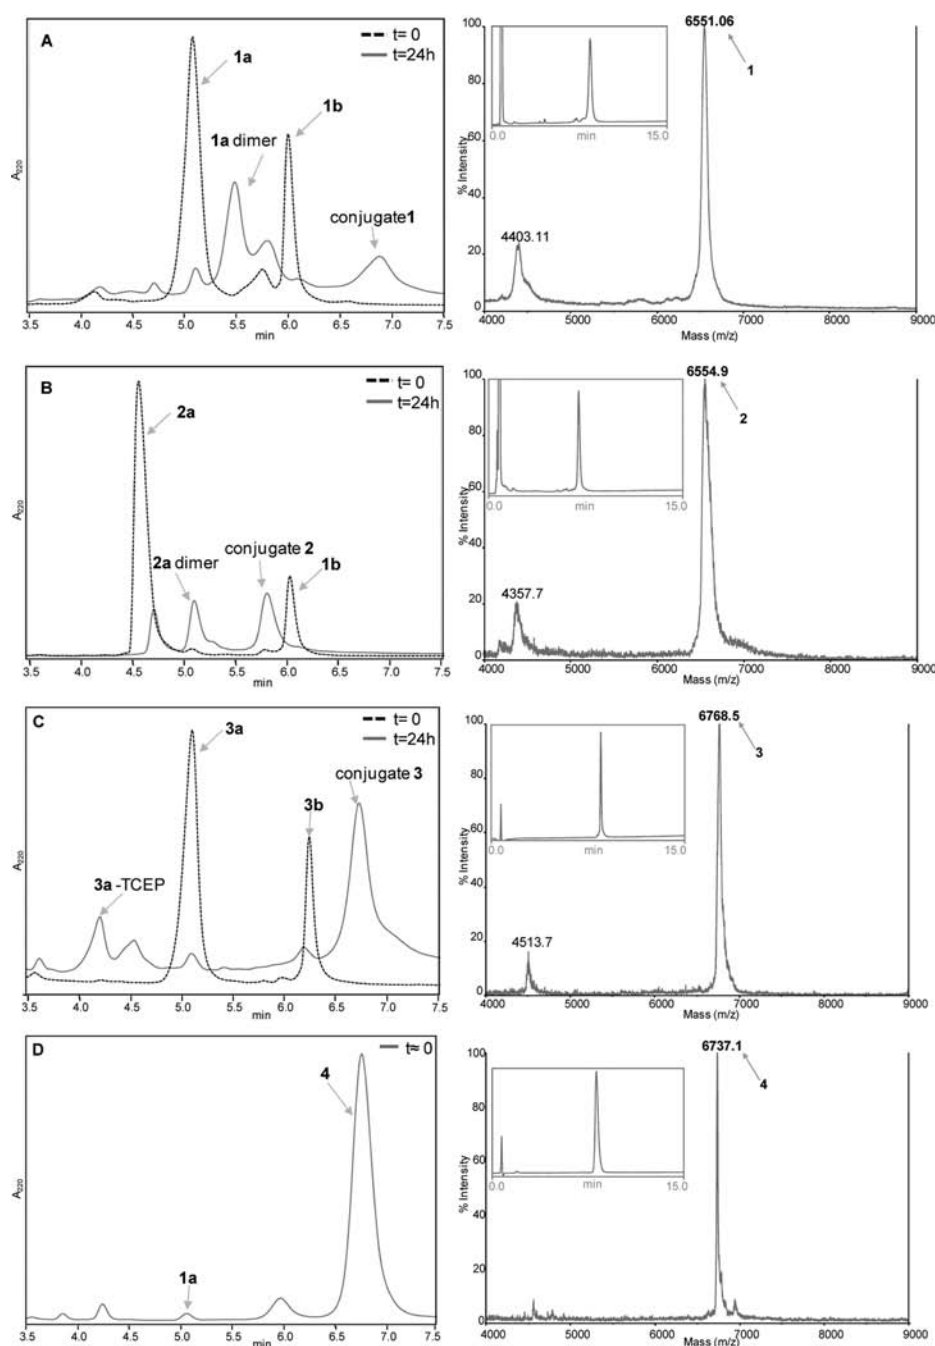 A
t= 0
t=24h
1a
1b
1a dimer
conjugate 1
A220
3.5 4.0 4.5 5.0 5.5 6.0 6.5 7.0 7.5
min
6551.06
1
4403.11
% Intensity
100
80
60
40
20
0
0.0 min 15.0
4000 5000 6000 7000 8000 9000
Mass (m/z)
B
t= 0
t=24h
2a
2a dimer
conjugate 2
1b
A220
3.5 4.0 4.5 5.0 5.5 6.0 6.5 7.0 7.5
min
6554.9
2
4357.7
% Intensity
100
80
60
40
20
0
0.0 min 15.0
4000 5000 6000 7000 8000 9000
Mass (m/z)
C
t= 0
t=24h
3a
3b
conjugate 3
3a -TCEP
A220
3.5 4.0 4.5 5.0 5.5 6.0 6.5 7.0 7.5
min
6768.5
3
4513.7
% Intensity
100
80
60
40
20
0
0.0 min 15.0
4000 5000 6000 7000 8000 9000
Mass (m/z)
D
t≈ 0
4
1a
A220
3.5 4.0 4.5 5.0 5.5 6.0 6.5 7.0 7.5
min
6737.1
4
% Intensity
100
80
60
40
20
0
0.0 min 15.0
4000 5000 6000 7000 8000 9000
Mass (m/z)